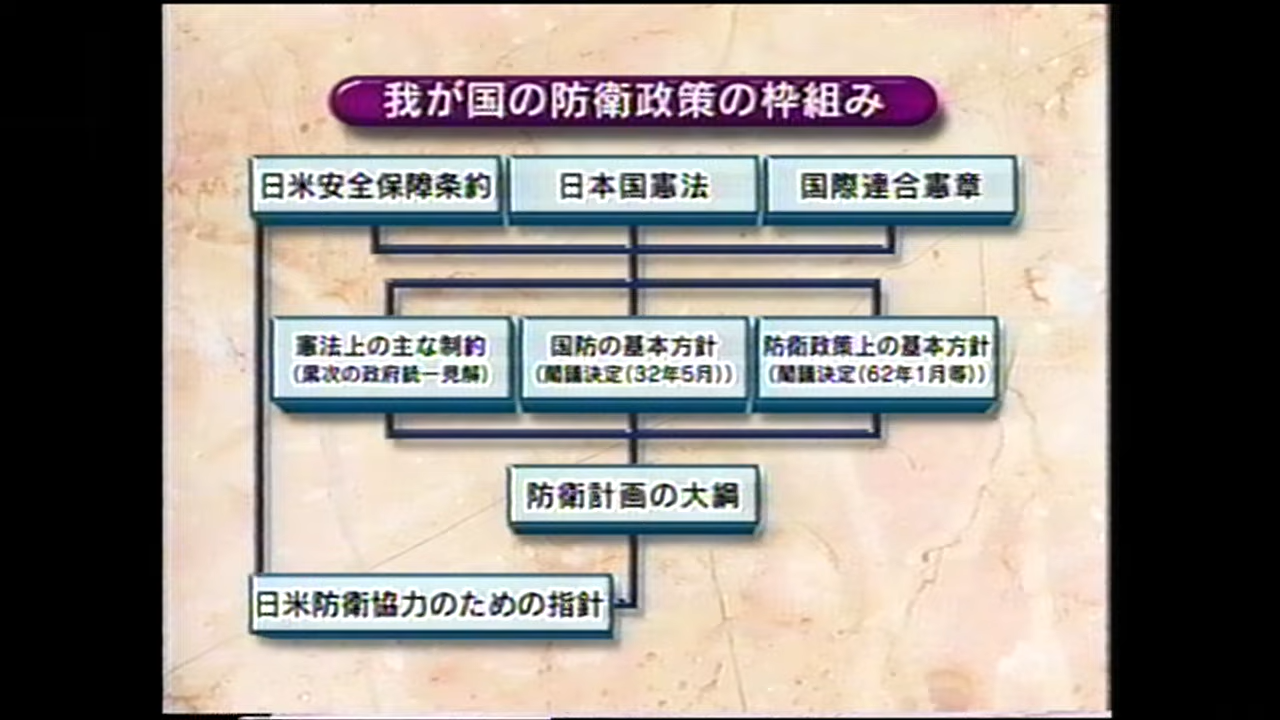 我が国の防衛政策の枠組み
日米安全保障条約
日本国憲法
国際連合憲章
憲法上の主な制約
(累次の政府統一見解)
国防の基本方針
(閣議決定(32年5月))
防衛政策上の基本方針
(閣議決定(62年1月等))
防衛計画の大綱
日米防衛協力のための指針